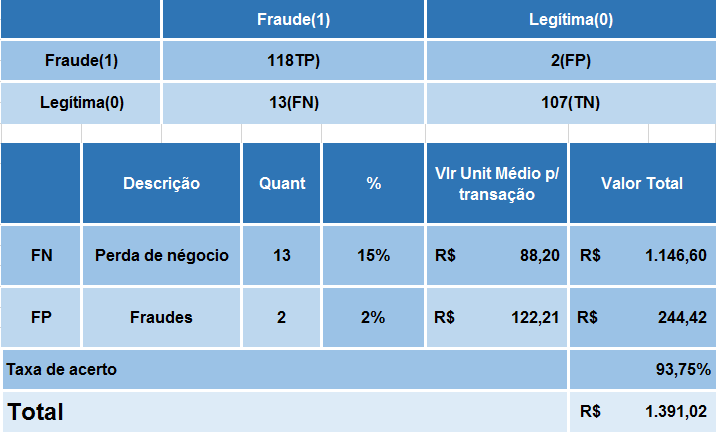 Fraude(1) Legítima(0)
Fraude(1) 118TP) 2(FP)
Legítima(0) 13(FN) 107(TN)
Descrição Quant % Vlr Unit Médio p/ transação Valor Total
FN Perda de négocio 13 15% R$ 88,20 R$ 1.146,60
FP Fraudes 2 2% R$ 122,21 R$ 244,42
Taxa de acerto 93,75%
Total R$ 1.391,02